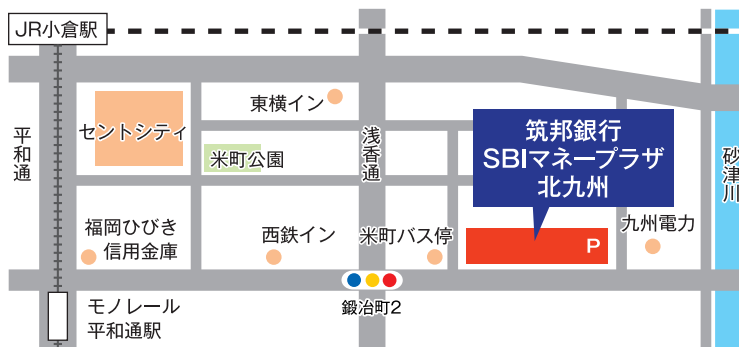 JR小倉駅
東横イン
セントシティ
平和通
浅香通
米町公園
筑邦銀行
SBIマネープラザ
北九州
砂津川
福岡ひびき
信用金庫
西鉄イン
米町バス停
P
九州電力
鍛冶町2
モノレール
平和通駅